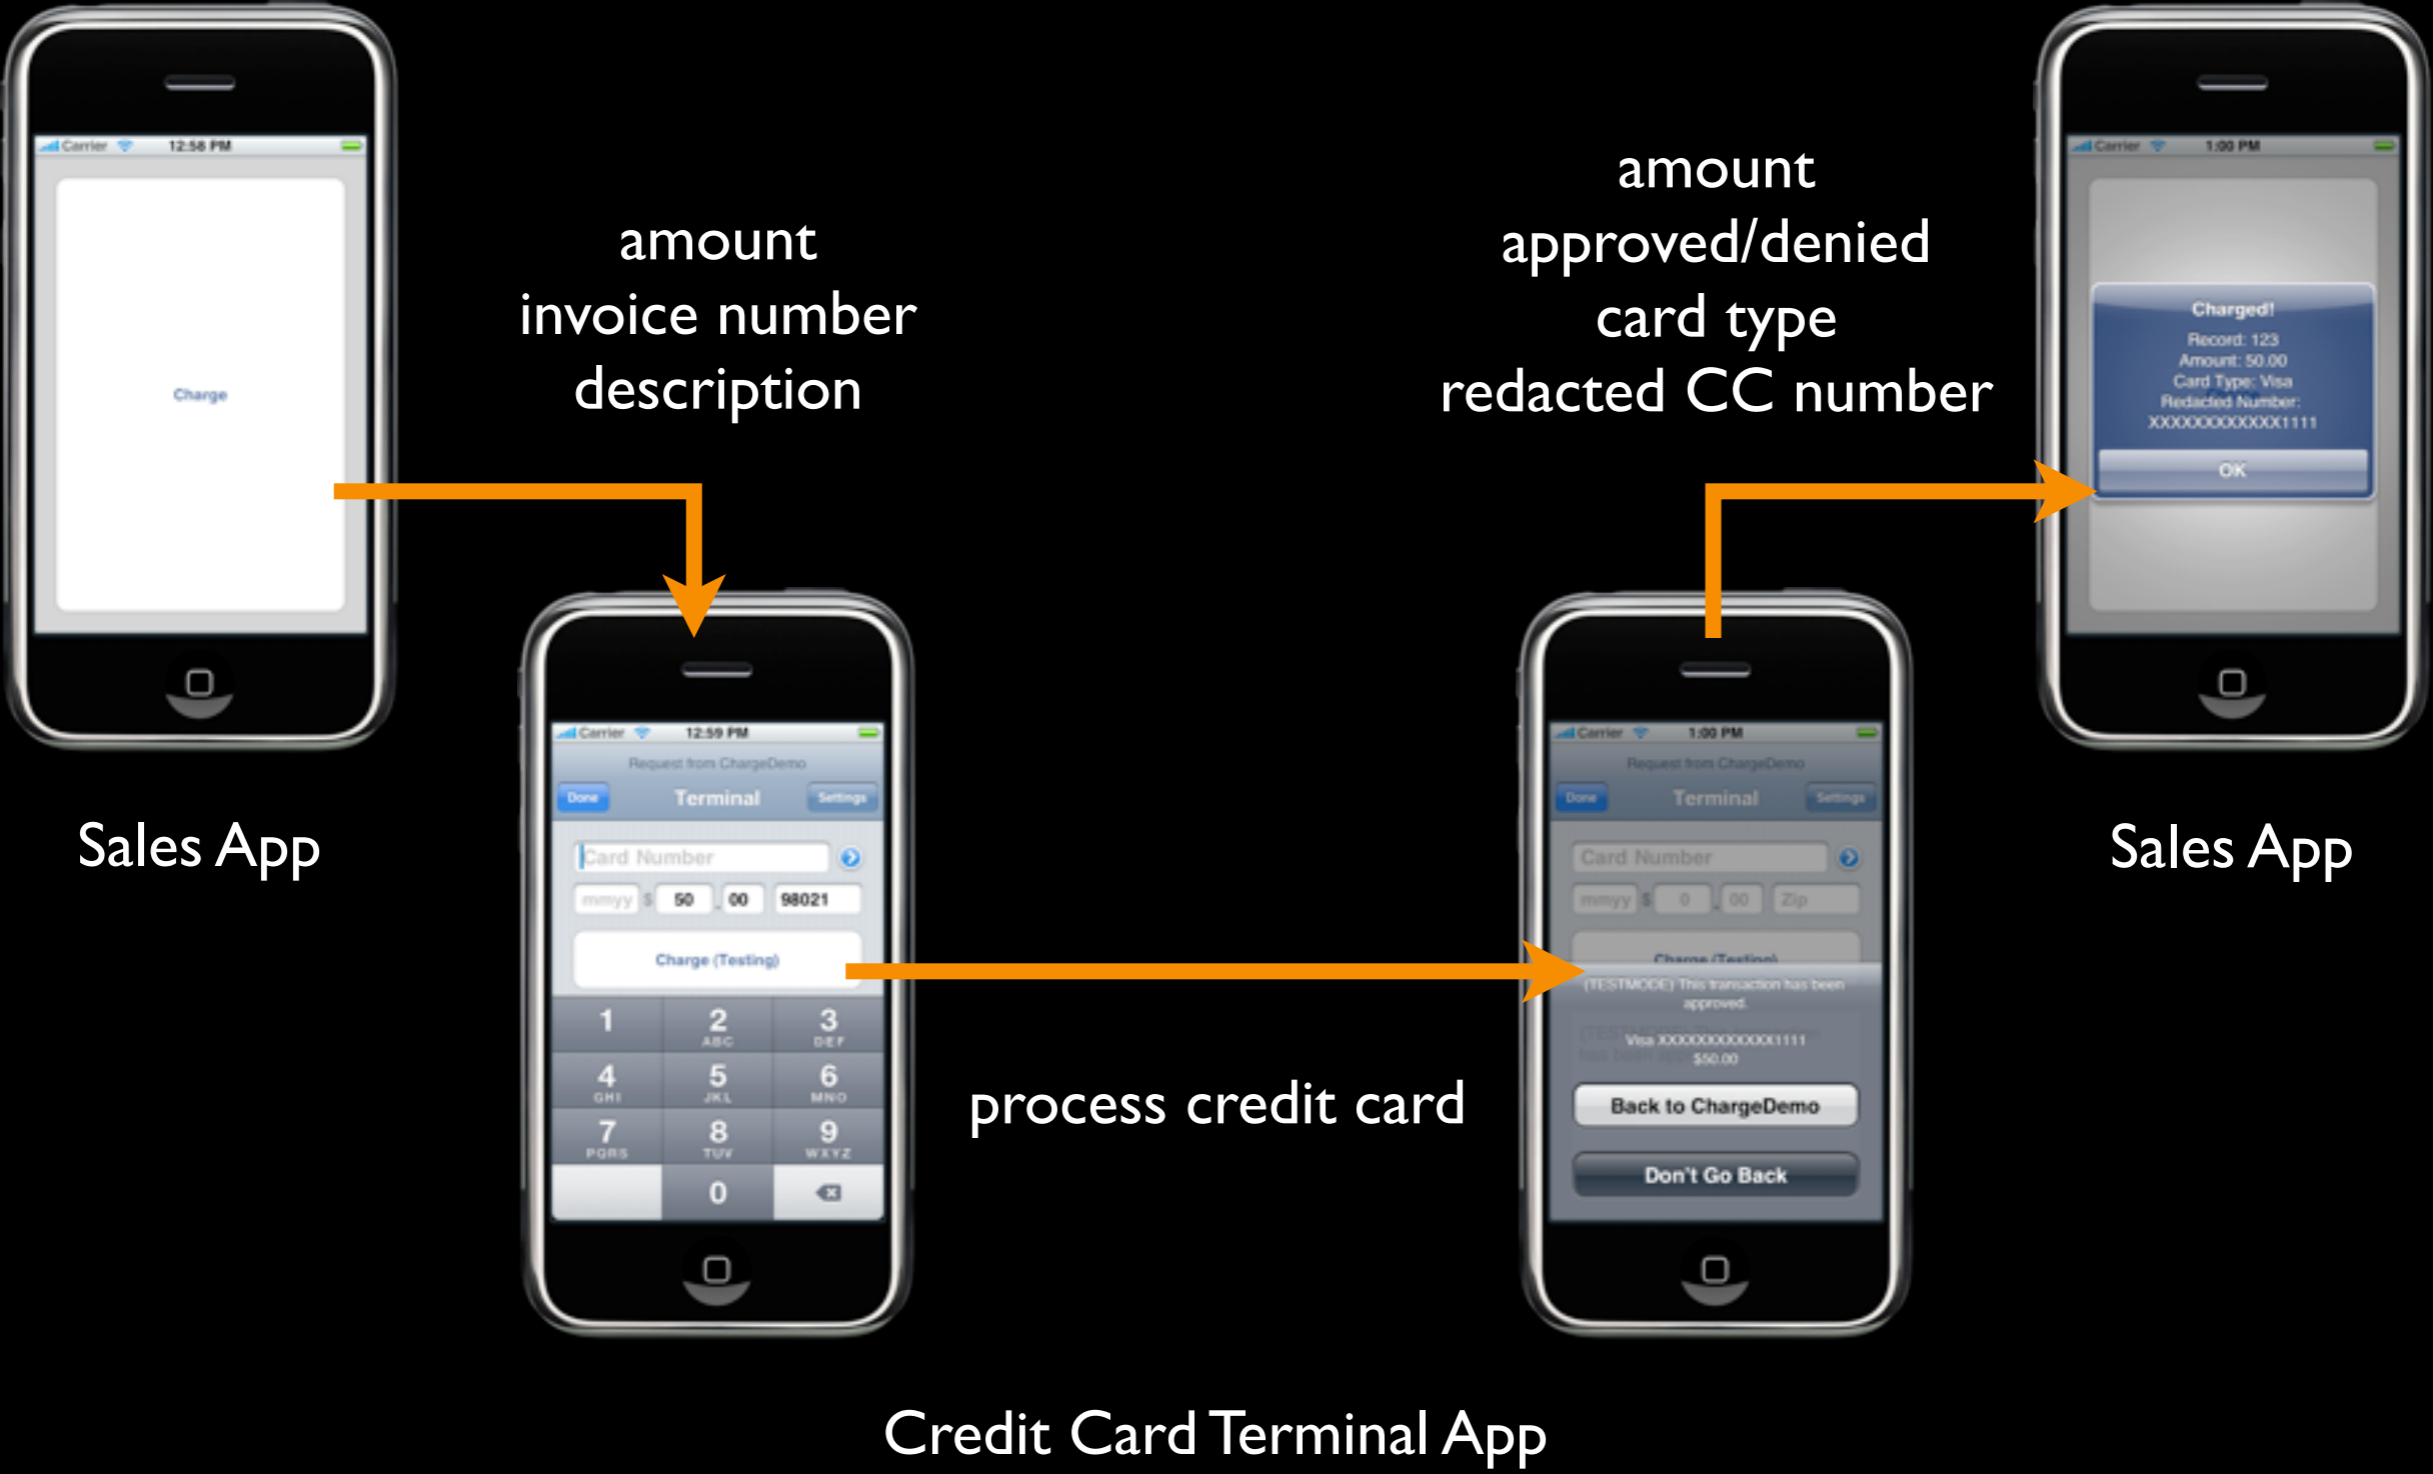 Carrier 12:58 PM
Charge
Sales App
amount
invoice number
description
Carrier 12:59 PM
Request from ChargeDemo
Done Terminal Settings
Card Number
mmyy $ 50 . 00 98021
Charge (Testing)
1 2 3
ABC DEF
4 5 6
GHI JKL MNO
7 8 9
PQRS TUV WXYZ
0
process credit card
Carrier 1:00 PM
Request from ChargeDemo
Done Terminal Settings
Card Number
mmyy $ 0 . 00 Zip
Charge (Testing)
(TESTMODE) This transaction has been
approved.
Visa XXXXXXXXXXXX1111
$50.00
Back to ChargeDemo
Don't Go Back
Credit Card Terminal App
amount
approved/denied
card type
redacted CC number
Carrier 1:00 PM
Charged!
Record: 123
Amount: 50.00
Card Type: Visa
Redacted Number:
XXXXXXXXXXXX1111
OK
Sales App